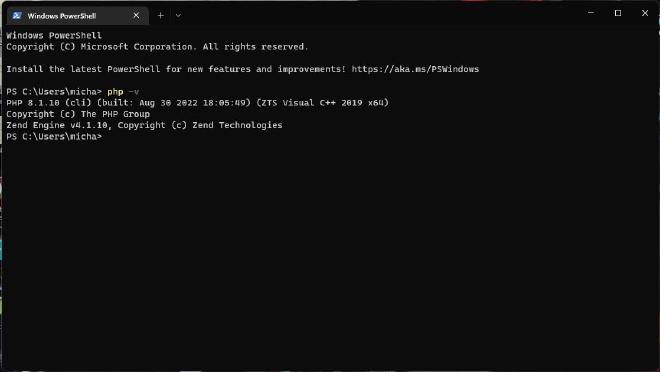 Windows PowerShell
Windows PowerShell
Copyright (C) Microsoft Corporation. All rights reserved.
Install the latest PowerShell for new features and improvements! https://aka.ms/PSWindows
PS C:\Users\micha> php -v
PHP 8.1.10 (cli) (built: Aug 30 2022 18:05:49) (ZTS Visual C++ 2019 x64)
Copyright (c) The PHP Group
Zend Engine v4.1.10, Copyright (c) Zend Technologies
PS C:\Users\micha>